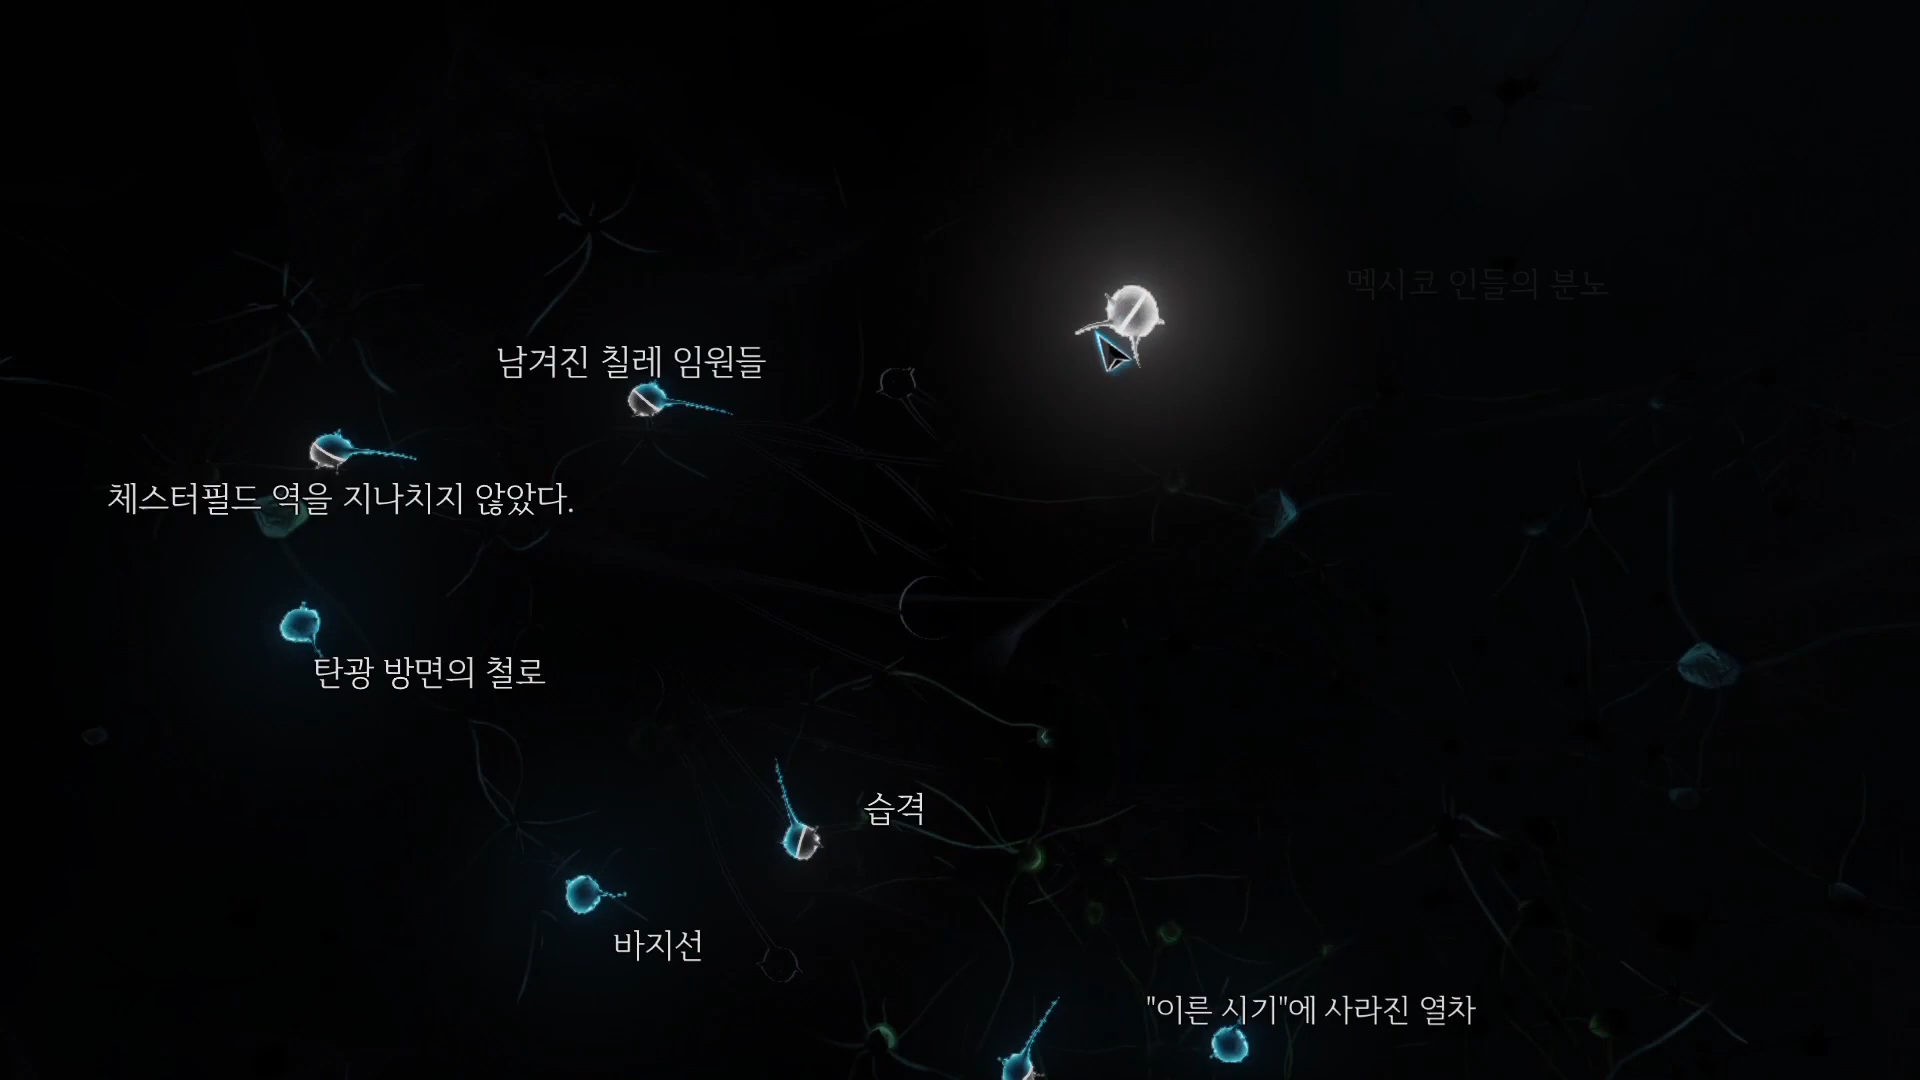 멕시코 인들의 분노
남겨진 칠레 임원들
체스터필드 역을 지나치지 않았다.
탄광 방면의 철로
습격
바지선
"이른 시기"에 사라진 열차